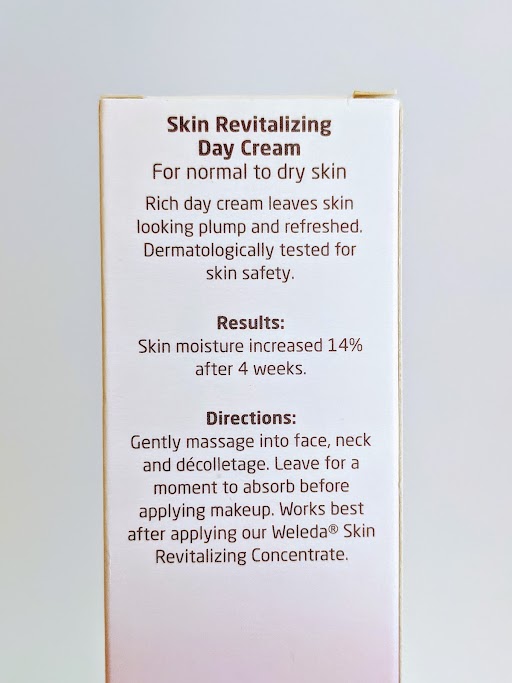 Skin Revitalizing
Day Cream
For normal to dry skin
Rich day cream leaves skin
looking plump and refreshed.
Dermatologically tested for
skin safety.
Results:
Skin moisture increased 14%
after 4 weeks.
Directions:
Gently massage into face, neck
and décolletage. Leave for a
moment to absorb before
applying makeup. Works best
after applying our Weleda® Skin
Revitalizing Concentrate.